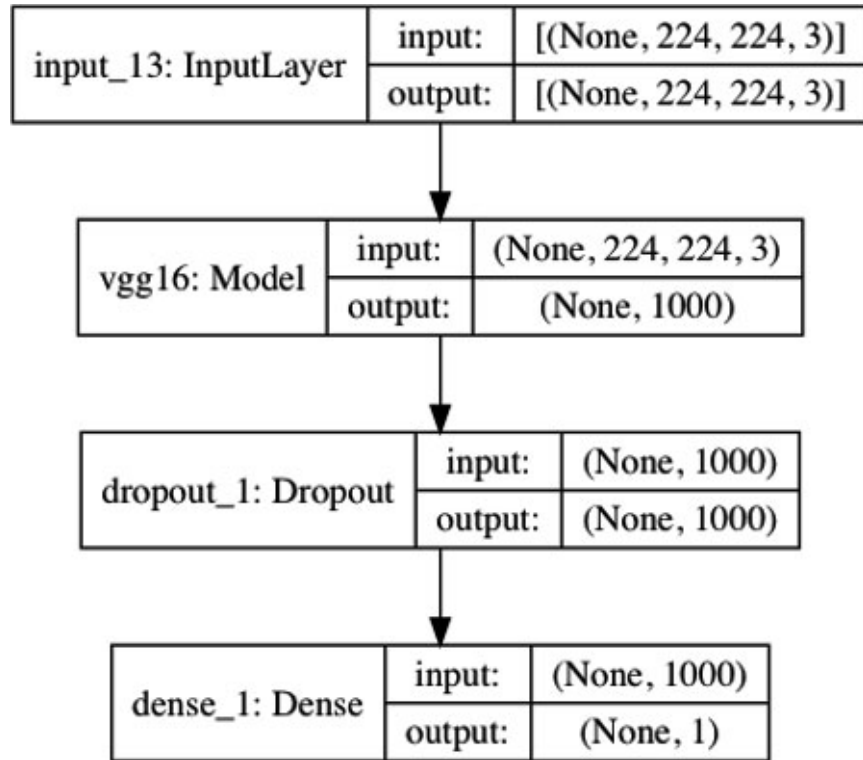 input_13: InputLayer
input: [(None, 224, 224, 3)]
output: [(None, 224, 224, 3)]
vgg16: Model
input: (None, 224, 224, 3)
output: (None, 1000)
dropout_1: Dropout
input: (None, 1000)
output: (None, 1000)
dense_1: Dense
input: (None, 1000)
output: (None, 1)